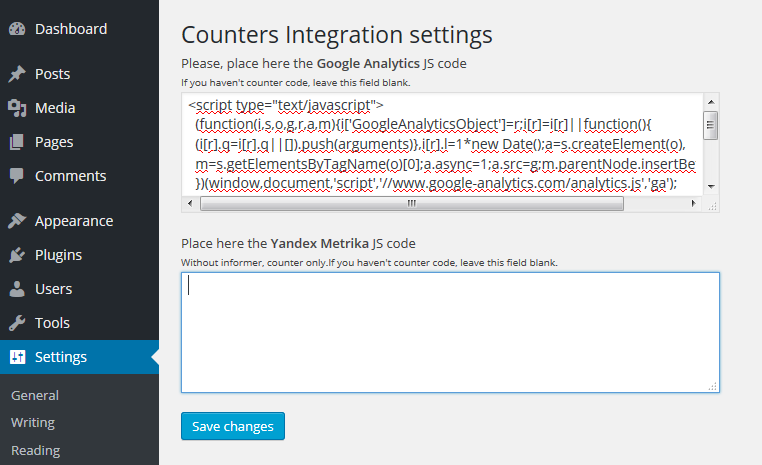 Dashboard
Posts
Media
Pages
Comments
Appearance
Plugins
Users
Tools
Settings
General
Writing
Reading
Counters Integration settings
Please, place here the Google Analytics JS code
If you haven't counter code, leave this field blank.
<script type="text/javascript">
(function(i,s,o,g,r,a,m){i['GoogleAnalyticsObject']=r;i[r]=i[r]||function(){
(i[r].q=i[r].q||[]).push(arguments)},i[r].l=1*new Date();a=s.createElement(o),
m=s.getElementsByTagName(o)[0];a.async=1;a.src=g;m.parentNode.insertBe
})(window,document,'script','//www.google-analytics.com/analytics.js','ga');
Place here the Yandex Metrika JS code
Without informer, counter only.If you haven't counter code, leave this field blank.
Save changes